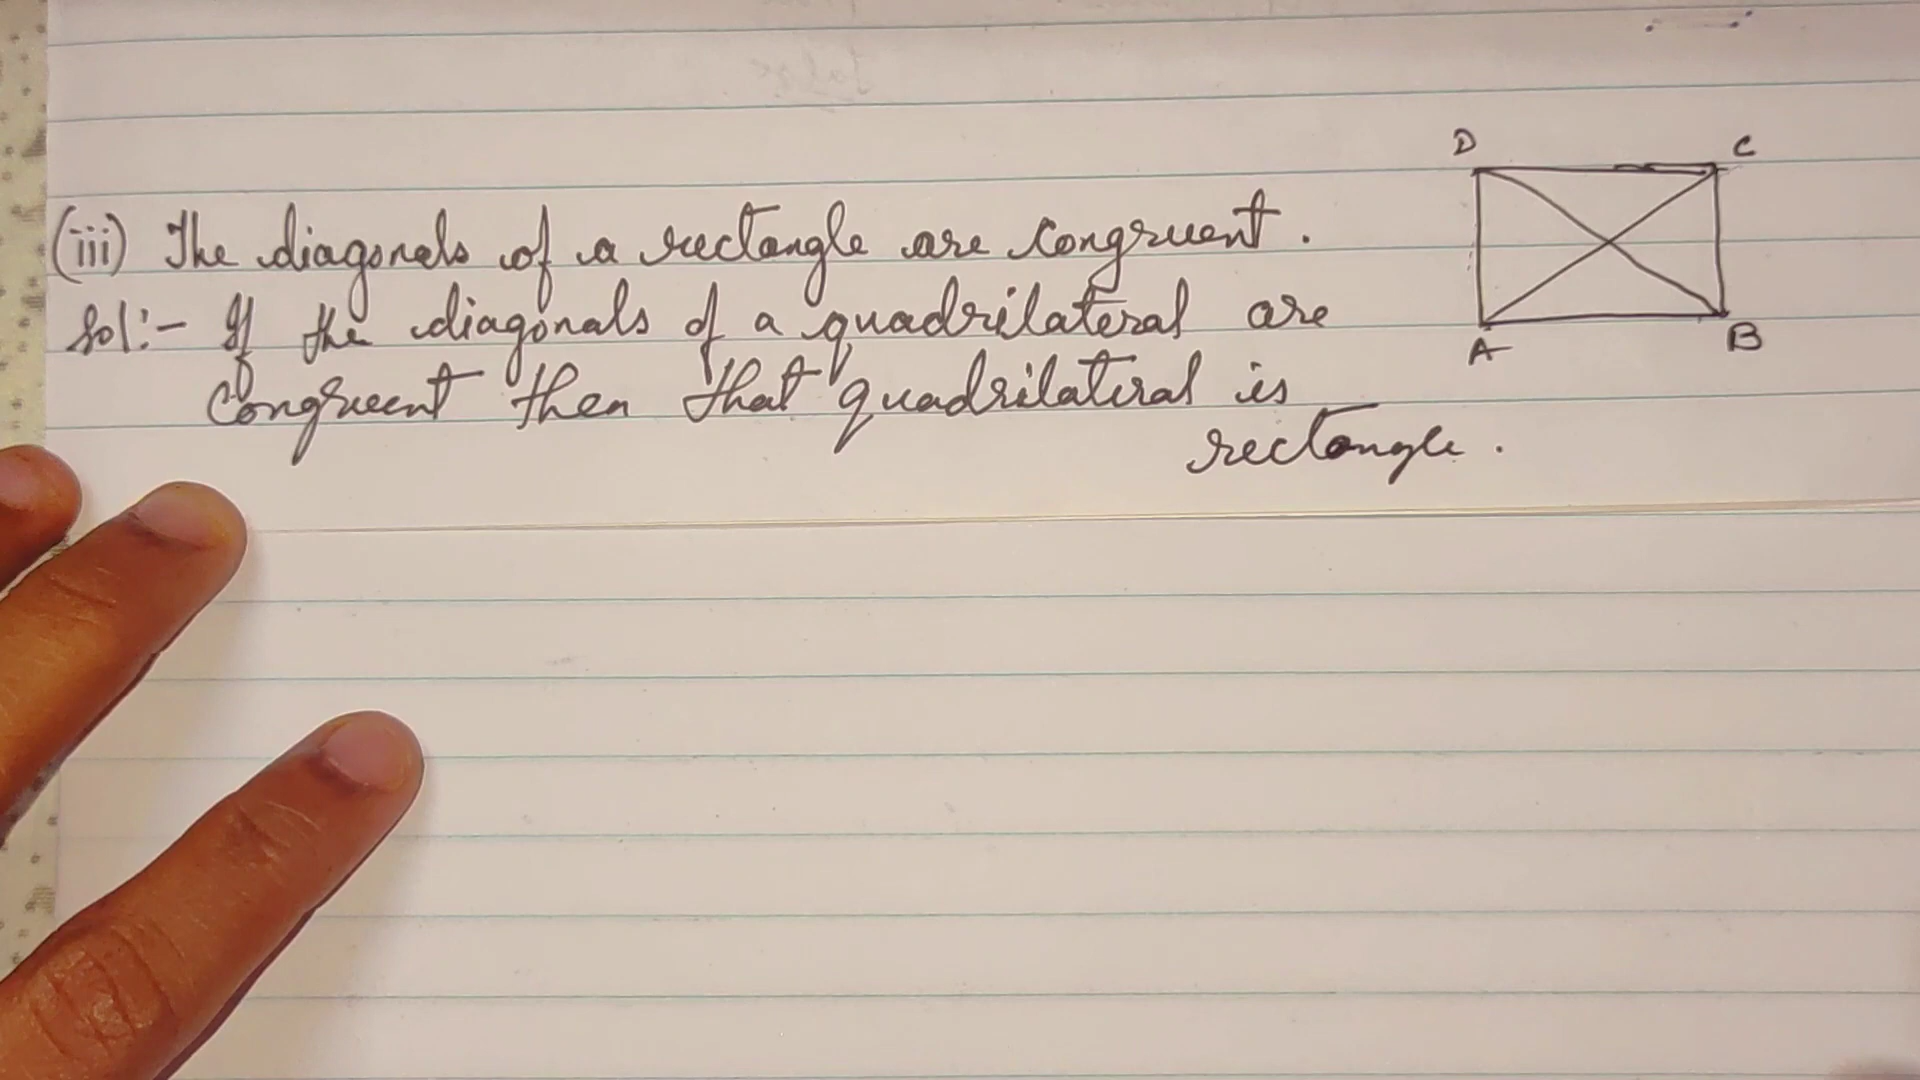 (iii) The diagonals of a rectangle are congruent.
Sol:- If the diagonals of a quadrilateral are
Congruent then that quadrilateral is
rectangle.
D
C
A
B